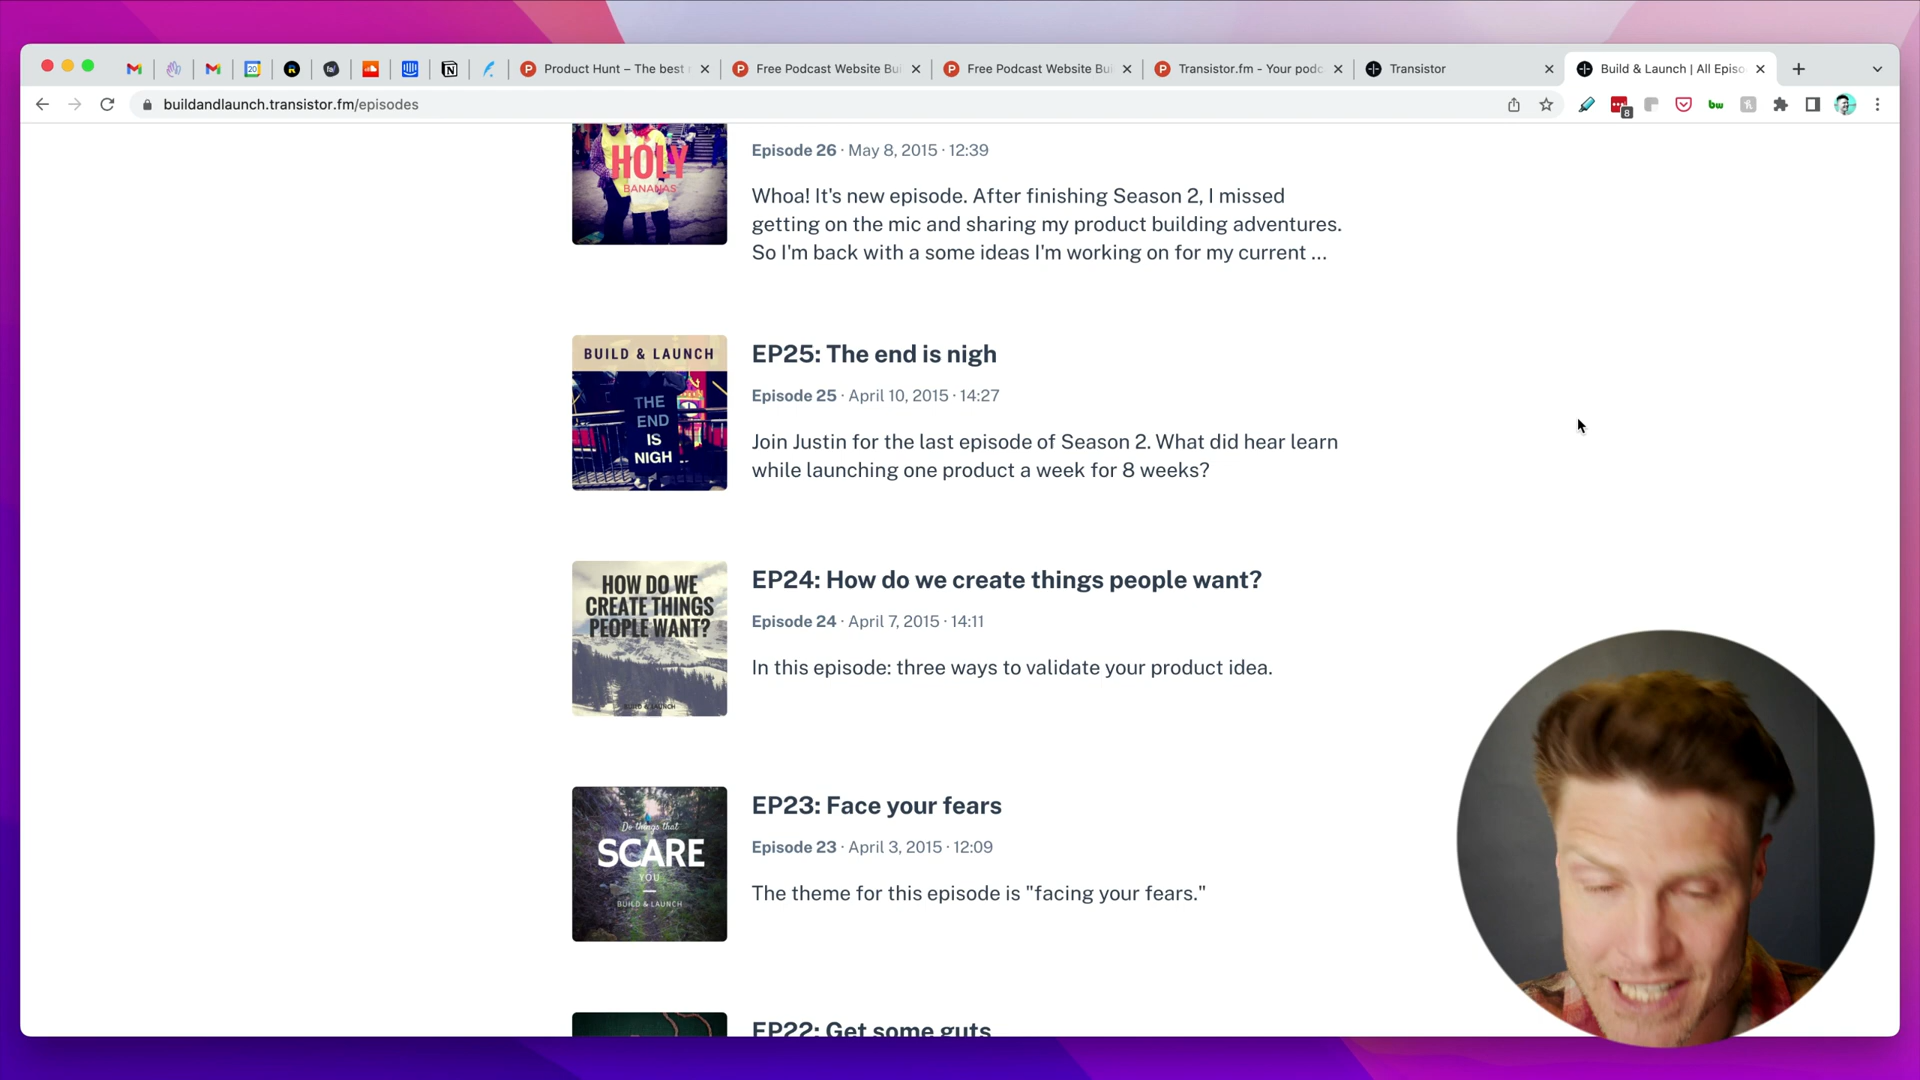 20
fa/
Product Hunt – The best
Free Podcast Website Bui
Free Podcast Website Bui
Transistor.fm - Your podc
Transistor
Build & Launch | All Episo
buildandlaunch.transistor.fm/episodes
8
bw
HOLY
BANANAS
Episode 26 · May 8, 2015 · 12:39
Whoa! It's new episode. After finishing Season 2, I missed
getting on the mic and sharing my product building adventures.
So I'm back with a some ideas I'm working on for my current ...
BUILD & LAUNCH
THE
END
IS
NIGH
EP25: The end is nigh
Episode 25 · April 10, 2015 · 14:27
Join Justin for the last episode of Season 2. What did hear learn
while launching one product a week for 8 weeks?
HOW DO WE
CREATE THINGS
PEOPLE WANT?
BUILD & LAUNCH
EP24: How do we create things people want?
Episode 24 · April 7, 2015 · 14:11
In this episode: three ways to validate your product idea.
Do things that
SCARE
YOU
BUILD & LAUNCH
EP23: Face your fears
Episode 23 · April 3, 2015 · 12:09
The theme for this episode is "facing your fears."
EP22: Get some guts